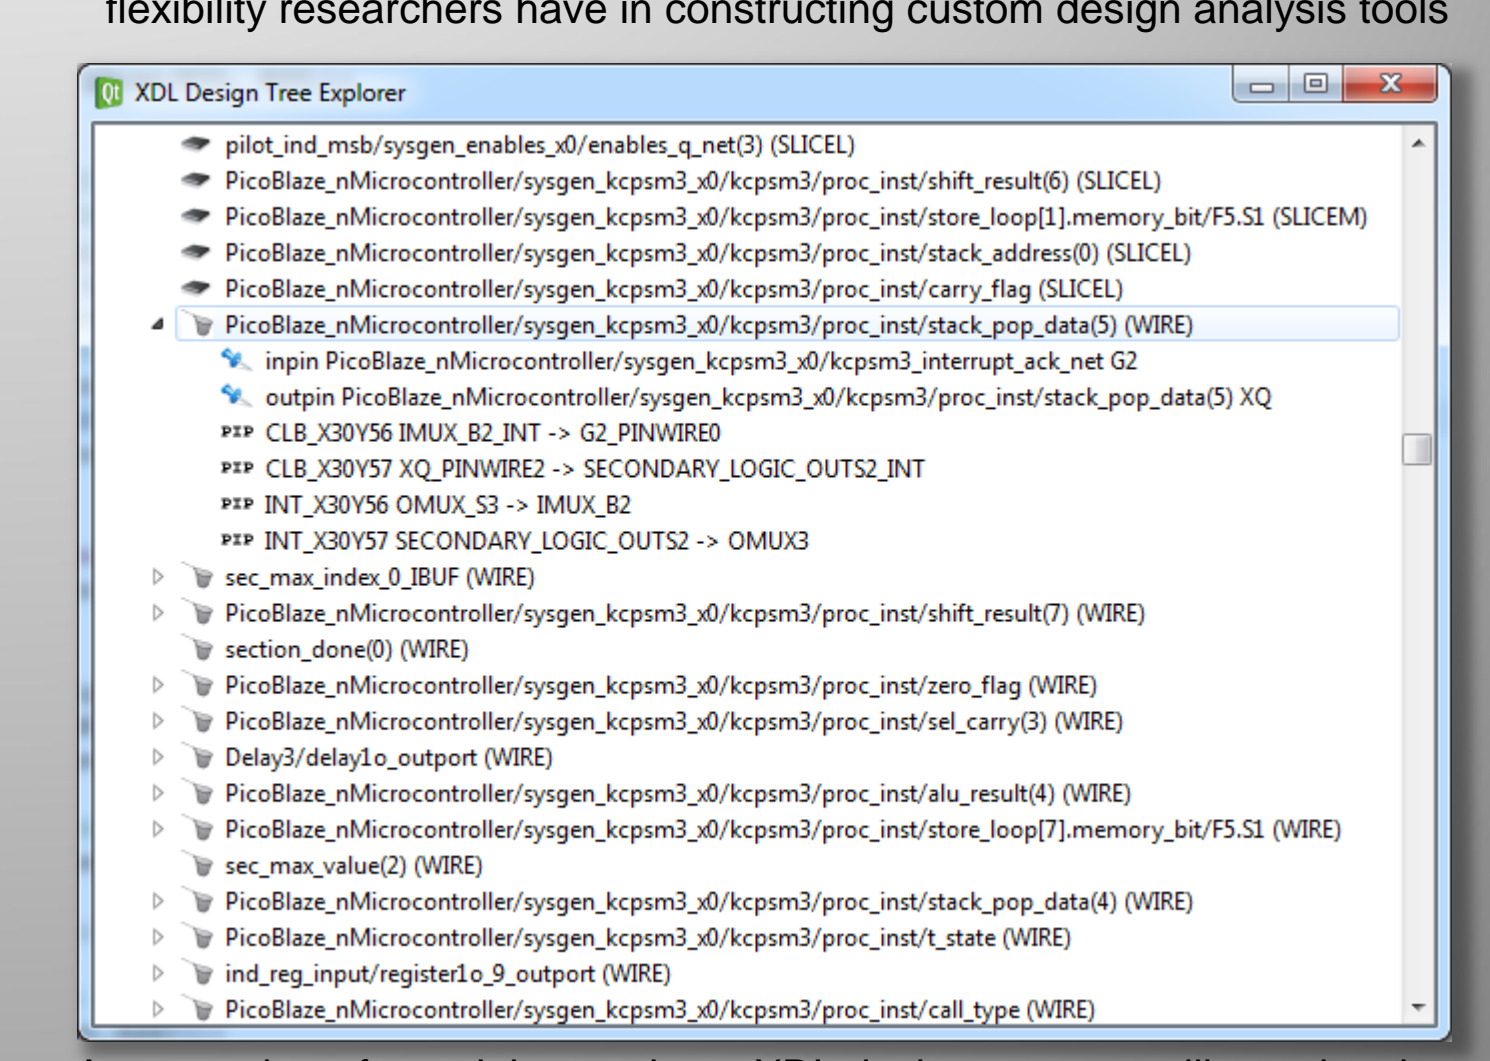 flexibility researchers have in constructing custom design analysis tools
Qt XDL Design Tree Explorer
pilot_ind_msb/sysgen_enables_x0/enables_q_net(3) (SLICEL)
PicoBlaze_nMicrocontroller/sysgen_kcpsm3_x0/kcpsm3/proc_inst/shift_result(6) (SLICEL)
PicoBlaze_nMicrocontroller/sysgen_kcpsm3_x0/kcpsm3/proc_inst/store_loop[1].memory_bit/F5.S1 (SLICEM)
PicoBlaze_nMicrocontroller/sysgen_kcpsm3_x0/kcpsm3/proc_inst/stack_address(0) (SLICEL)
PicoBlaze_nMicrocontroller/sysgen_kcpsm3_x0/kcpsm3/proc_inst/carry_flag (SLICEL)
PicoBlaze_nMicrocontroller/sysgen_kcpsm3_x0/kcpsm3/proc_inst/stack_pop_data(5) (WIRE)
inpin PicoBlaze_nMicrocontroller/sysgen_kcpsm3_x0/kcpsm3_interrupt_ack_net G2
outpin PicoBlaze_nMicrocontroller/sysgen_kcpsm3_x0/kcpsm3/proc_inst/stack_pop_data(5) XQ
PIP CLB_X30Y56 IMUX_B2_INT -> G2_PINWIRE0
PIP CLB_X30Y57 XQ_PINWIRE2 -> SECONDARY_LOGIC_OUTS2_INT
PIP INT_X30Y56 OMUX_S3 -> IMUX_B2
PIP INT_X30Y57 SECONDARY_LOGIC_OUTS2 -> OMUX3
sec_max_index_0_IBUF (WIRE)
PicoBlaze_nMicrocontroller/sysgen_kcpsm3_x0/kcpsm3/proc_inst/shift_result(7) (WIRE)
section_done(0) (WIRE)
PicoBlaze_nMicrocontroller/sysgen_kcpsm3_x0/kcpsm3/proc_inst/zero_flag (WIRE)
PicoBlaze_nMicrocontroller/sysgen_kcpsm3_x0/kcpsm3/proc_inst/sel_carry(3) (WIRE)
Delay3/delay1o_outport (WIRE)
PicoBlaze_nMicrocontroller/sysgen_kcpsm3_x0/kcpsm3/proc_inst/alu_result(4) (WIRE)
PicoBlaze_nMicrocontroller/sysgen_kcpsm3_x0/kcpsm3/proc_inst/store_loop[7].memory_bit/F5.S1 (WIRE)
sec_max_value(2) (WIRE)
PicoBlaze_nMicrocontroller/sysgen_kcpsm3_x0/kcpsm3/proc_inst/stack_pop_data(4) (WIRE)
PicoBlaze_nMicrocontroller/sysgen_kcpsm3_x0/kcpsm3/proc_inst/t_state (WIRE)
ind_reg_input/register1o_9_outport (WIRE)
PicoBlaze_nMicrocontroller/sysgen_kcpsm3_x0/kcpsm3/proc_inst/call_type (WIRE)